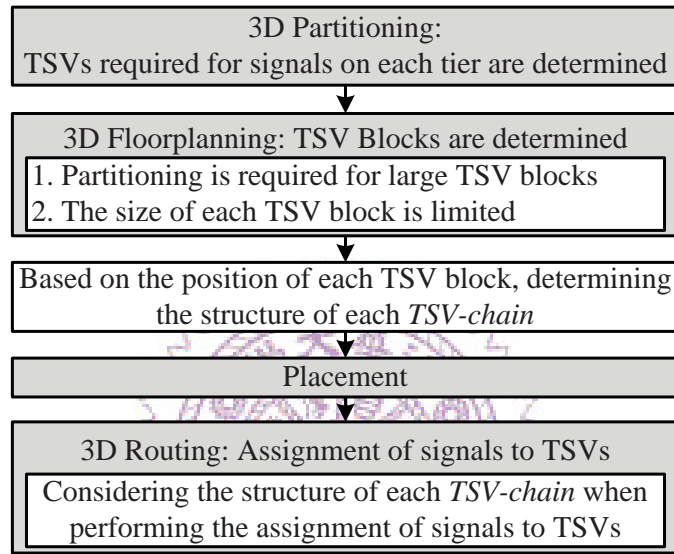 3D Partitioning:
TSVs required for signals on each tier are determined
3D Floorplanning: TSV Blocks are determined
1. Partitioning is required for large TSV blocks
2. The size of each TSV block is limited
Based on the position of each TSV block, determining
the structure of each TSV-chain
Placement
3D Routing: Assignment of signals to TSVs
Considering the structure of each TSV-chain when
performing the assignment of signals to TSVs